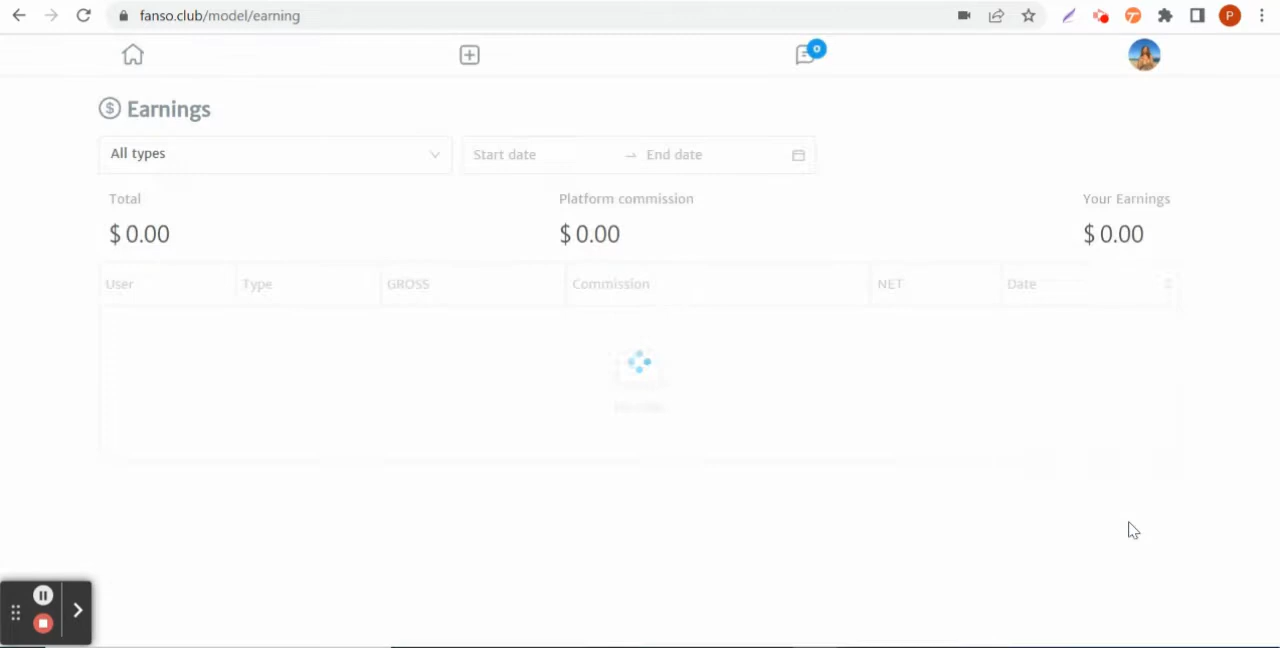 fanso.club/model/earning
P
0
Earnings
All types
Start date → End date
Total Platform commission Your Earnings
$ 0.00 $ 0.00 $ 0.00
User Type GROSS Commission NET Date